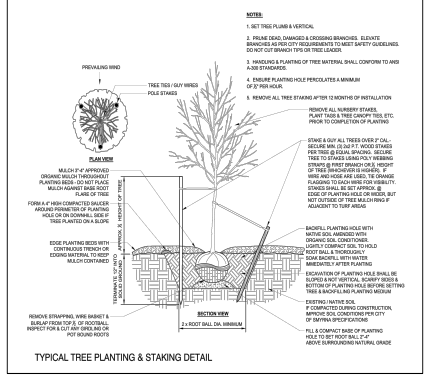 NOTES:
1. SET TREE PLUMB & VERTICAL
2. PRUNE DEAD, DAMAGED & CROSSING BRANCHES. ELEVATE
BRANCHES AS PER CITY REQUIREMENTS TO MEET SAFETY GUIDELINES.
DO NOT CUT BRANCH TIPS OR TREE LEADER.
3. HANDLING & PLANTING OF TREE MATERIAL SHALL CONFORM TO ANSI
A-309 STANDARDS.
4. ENSURE PLANTING HOLE PERCOLATES A MINIMUM
OF ½" PER HOUR.
5. REMOVE ALL TREE STAKING AFTER 12 MONTHS OF INSTALLATION
PREVAILING WIND
TREE TIES / GUY WIRES
POLE STAKES
PLAN VIEW
REMOVE ALL NURSERY STAKES,
PLANT TAGS & TREE CANOPY TIES, ETC.
PRIOR TO COMPLETION OF PLANTING
MULCH 3"-4" APPROVED
ORGANIC MULCH THROUGHOUT
PLANTING BEDS - DO NOT PLACE
MULCH AGAINST BASE ROOT
FLARE OF TREE
FORM A 4" HIGH COMPACTED SAUCER
AROUND PERIMETER OF PLANTING
HOLE OR ON DOWNHILL SIDE IF
TREE PLANTED ON A SLOPE
EDGE PLANTING BEDS WITH
CONTINUOUS TRENCH OR
EDGING MATERIAL TO KEEP
MULCH CONTAINED
REMOVE STRAPPING, WIRE BASKET &
BURLAP FROM TOP OF ROOTBALL.
INSPECT FOR & CUT ANY GIRLING OR
POT BOUND ROOTS
APPROX. HEIGHT OF TREE
TERMINATE 1/2" INTO
SOLID GROUND
STAKE & GUY ALL TREES OVER 2" CAL-
SECURE MIN. (3) 2x2 P.T. WOOD STAKES
PER TREE @ EQUAL SPACING. SECURE
TREE TO STAKES USING POLY WEBBING
STRAPS @ FIRST BRANCH OR HEIGHT
OF TREE (WHICHEVER IS HIGHER). IF
WIRE AND HOSE ARE USED, TIE ORANGE
FLAGGING TO EACH WIRE FOR VISIBILITY.
STAKES SHALL BE SET APPROX. @
EDGE OF PLANTING HOLE OR RIVER, BUT
NOT OUTSIDE OF TREE MULCH RING IF
ADJACENT TO TURF AREAS
BACKFILL PLANTING HOLE WITH
NATIVE SOIL AMENDED WITH
ORGANIC SOIL CONDITIONER.
LIGHTLY COMPACT SOIL TO HOLD
ROOT BALL & THOROUGHLY
SOAK BACKFILL WITH WATER
IMMEDIATELY AFTER PLANTING
EXCAVATION OF PLANTING HOLE SHALL BE
SLOPED & NOT VERTICAL. SCARIFY SIDES &
BOTTOM OF PLANTING HOLE BEFORE SETTING
TREE & BACKFILLING PLANTING MEDIUM
EXISTING / NATIVE SOIL
IF COMPACTED DURING CONSTRUCTION,
IMPROVE SOIL CONDITIONS PER CITY
OF SMYRNA SPECIFICATIONS
FILL & COMPACT BASE OF PLANTING
HOLE TO SET ROOT BALL 2"-4"
ABOVE SURROUNDING NATURAL GRADE
SECTION VIEW
2 x ROOT BALL DIA. MINIMUM
TYPICAL TREE PLANTING & STAKING DETAIL